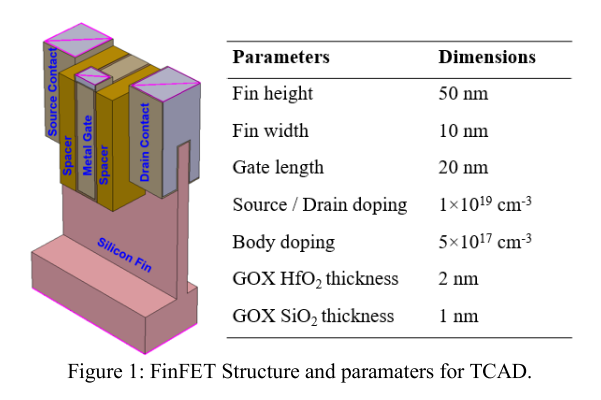 Source Contact
Spacer
Metal Gate
Spacer
Drain Contact
Silicon Fin
Parameters Dimensions
Fin height 50 nm
Fin width 10 nm
Gate length 20 nm
Source / Drain doping 1×10¹⁹ cm⁻³
Body doping 5×10¹⁷ cm⁻³
GOX HfO₂ thickness 2 nm
GOX SiO₂ thickness 1 nm
Figure 1: FinFET Structure and paramaters for TCAD.